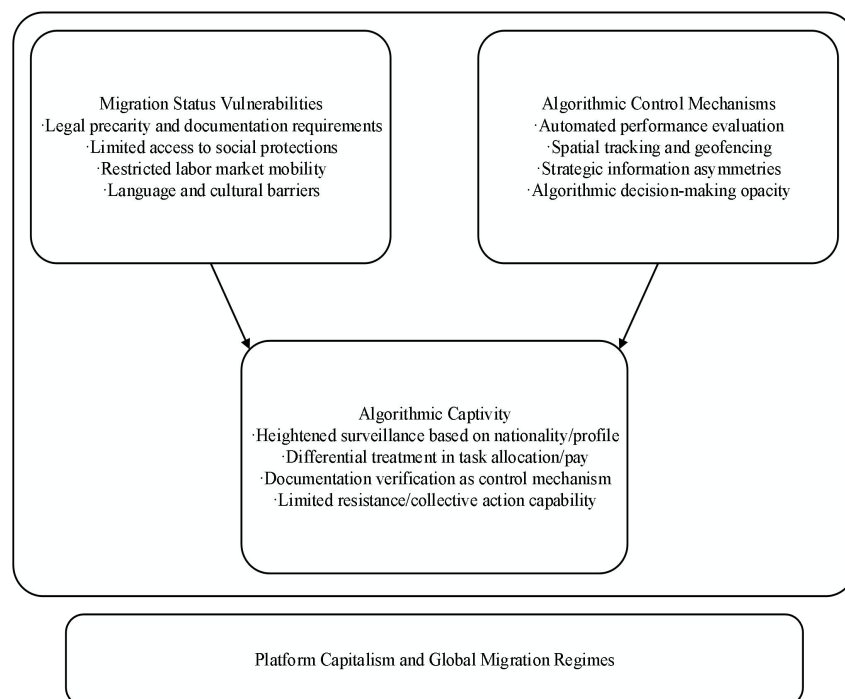 Migration Status Vulnerabilities
·Legal precarity and documentation requirements
·Limited access to social protections
·Restricted labor market mobility
·Language and cultural barriers
Algorithmic Control Mechanisms
·Automated performance evaluation
·Spatial tracking and geofencing
·Strategic information asymmetries
·Algorithmic decision-making opacity
Algorithmic Captivity
·Heightened surveillance based on nationality/profile
·Differential treatment in task allocation/pay
·Documentation verification as control mechanism
·Limited resistance/collective action capability
Platform Capitalism and Global Migration Regimes